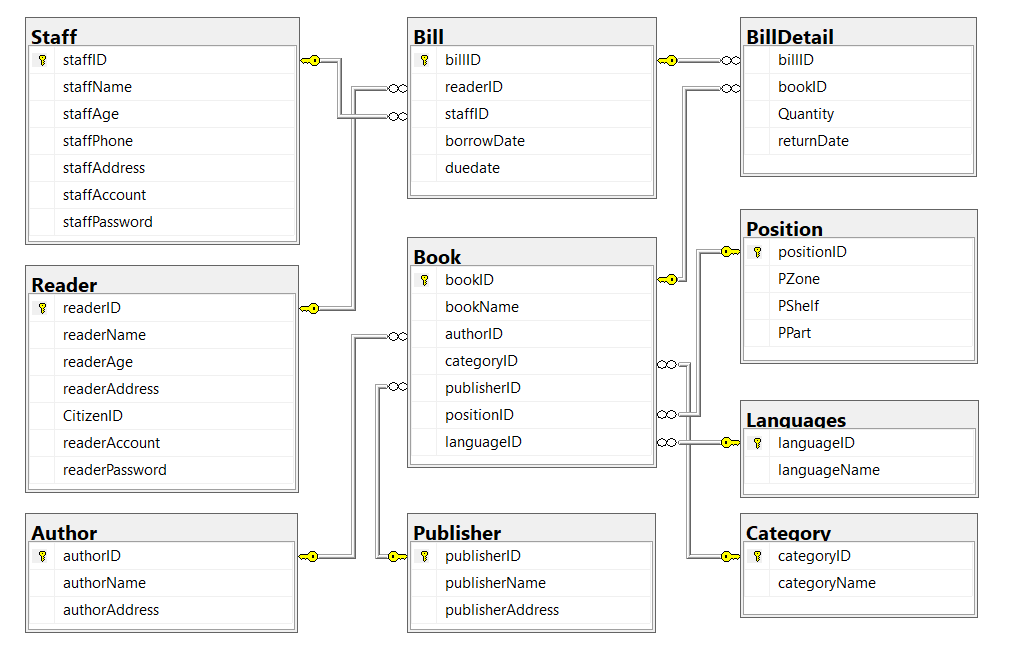 Staff
staffID
staffName
staffAge
staffPhone
staffAddress
staffAccount
staffPassword
Bill
billID
readerID
staffID
borrowDate
duedate
BillDetail
billID
bookID
Quantity
returnDate
Reader
readerID
readerName
readerAge
readerAddress
CitizenID
readerAccount
readerPassword
Book
bookID
bookName
authorID
categoryID
publisherID
positionID
languageID
Position
positionID
PZone
PShelf
PPart
Languages
languageID
languageName
Author
authorID
authorName
authorAddress
Publisher
publisherID
publisherName
publisherAddress
Category
categoryID
categoryName